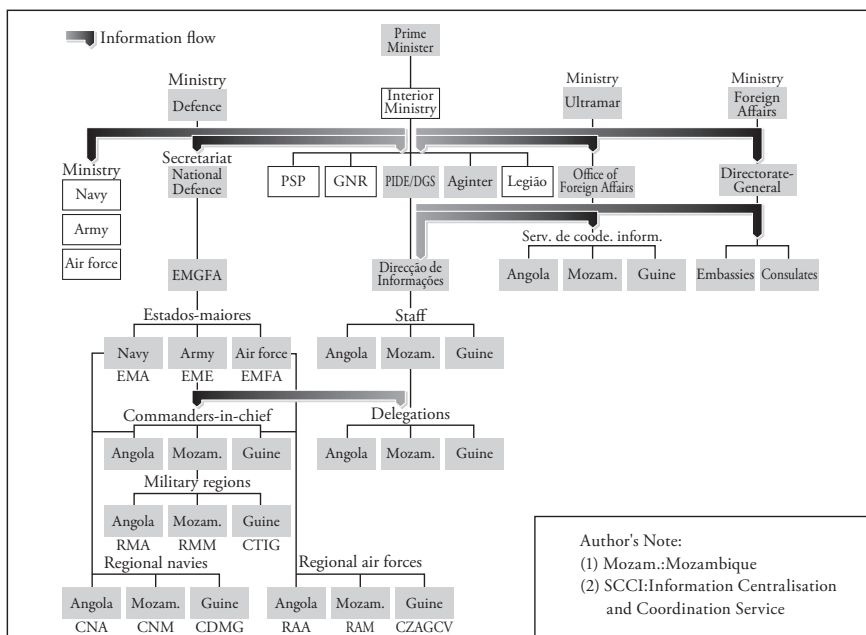 Information flow
Prime
Minister
Ministry
Defence
Interior
Ministry
Ministry
Ultramar
Ministry
Foreign
Affairs
Ministry
Navy
Army
Air force
Secretariat
National
Defence
PSP
GNR
PIDE/DGS
Aginter
Legião
Office of
Foreign Affairs
Directorate-
General
Serv. de coode. inform.
EMGFA
Direcção de
Informações
Angola
Mozam.
Guine
Embassies
Consulates
Estados-maiores
Staff
Navy
Army
Air force
EMA
EME
EMFA
Angola
Mozam.
Guine
Commanders-in-chief
Delegations
Angola
Mozam.
Guine
Angola
Mozam.
Guine
Military regions
Angola
Mozam.
Guine
RMA
RMM
CTIG
Regional navies
Regional air forces
Angola
Mozam.
Guine
Angola
Mozam.
Guine
CNA
CNM
CDMG
RAA
RAM
CZAGCV
Author's Note:
(1) Mozam.:Mozambique
(2) SCCI:Information Centralisation
and Coordination Service